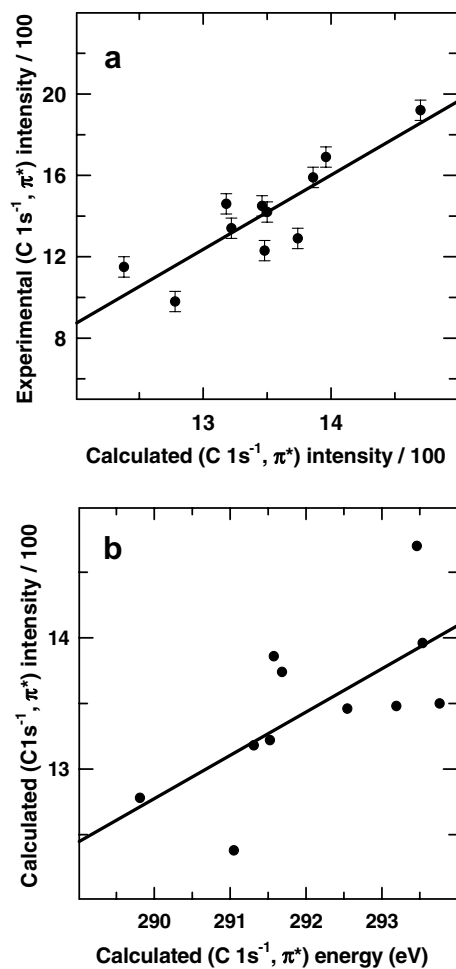 a
Experimental (C 1s⁻¹, π*) intensity / 100
20
16
12
8
13 14
Calculated (C 1s⁻¹, π*) intensity / 100
b
Calculated (C1s⁻¹, π*) intensity / 100
14
13
290 291 292 293
Calculated (C 1s⁻¹, π*) energy (eV)